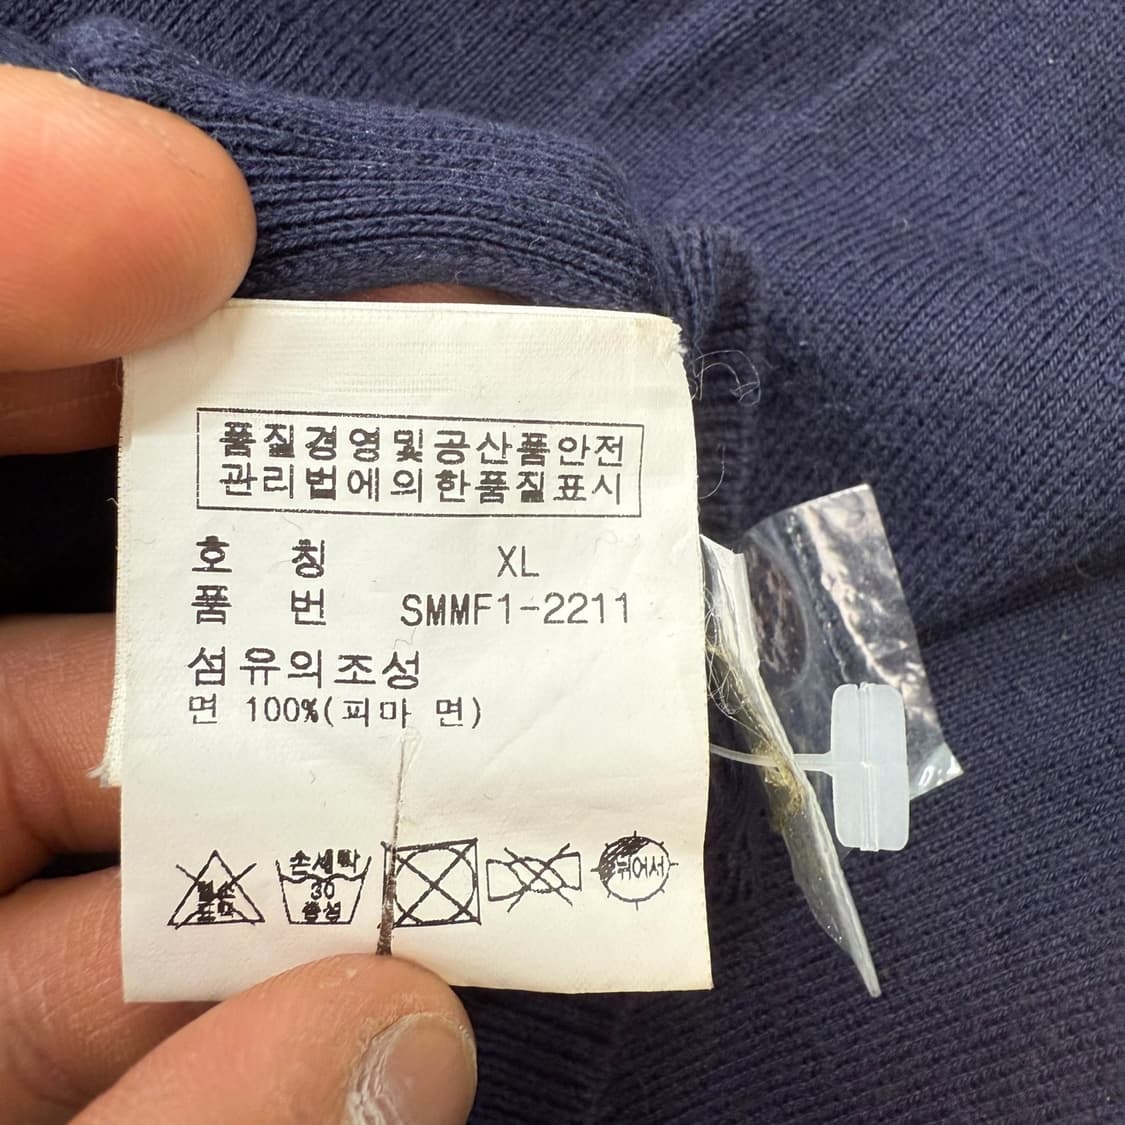 품질경영및공산품안전
관리법에의한품질표시
호 칭 XL
품 번 SMMF1-2211
섬유의조성
면 100%(피마 면)
손세탁
30
중성
뉘어서